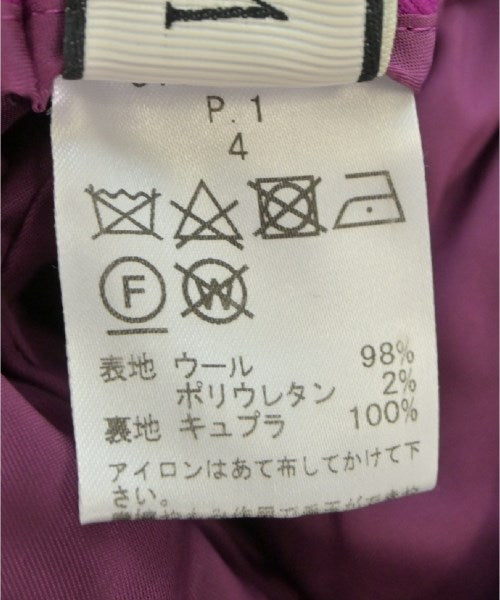 P.1
4
F
W
表地 ウール 98%
ポリウレタン 2%
裏地 キュプラ 100%
アイロンはあて布してかけて下
さい。